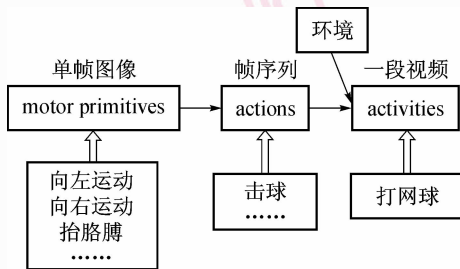 环境
单帧图像
帧序列
一段视频
motor primitives
actions
activities
向左运动
向右运动
抬胳膊
……
击球
……
打网球